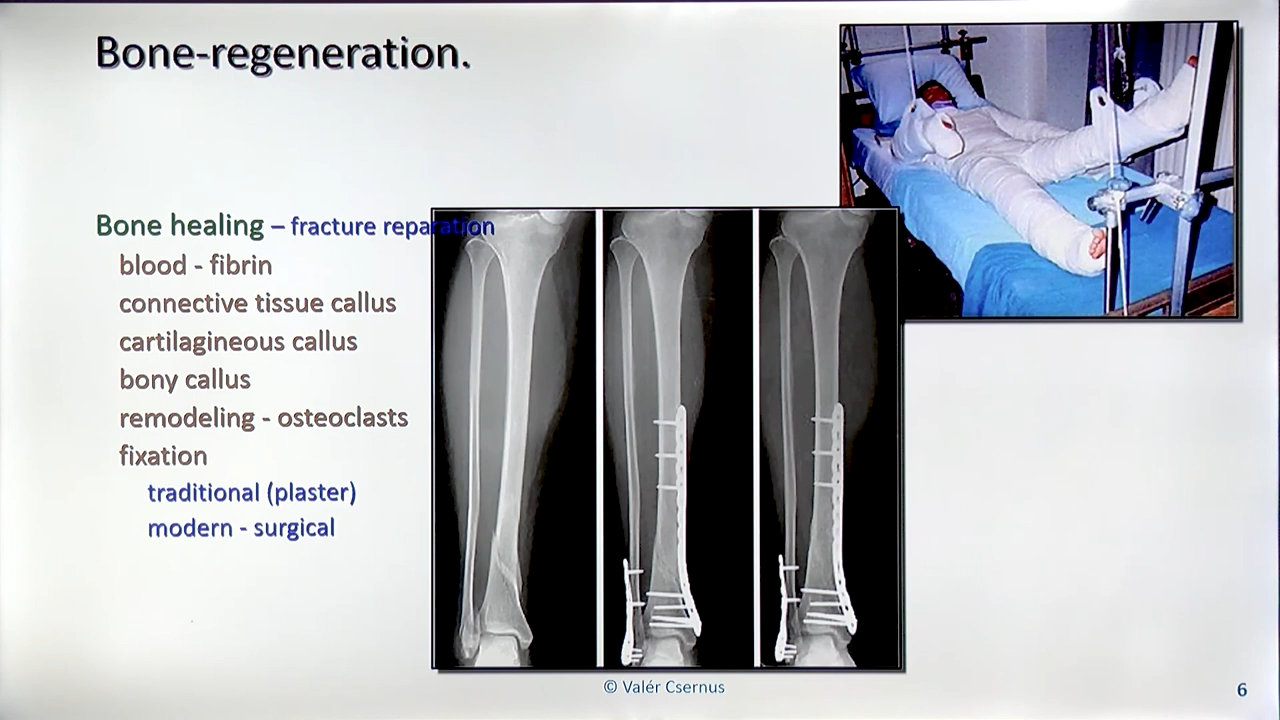 Bone-regeneration.
Bone healing – fracture reparation
blood - fibrin
connective tissue callus
cartilagineous callus
bony callus
remodeling - osteoclasts
fixation
traditional (plaster)
modern - surgical
© Valér Csernus
6